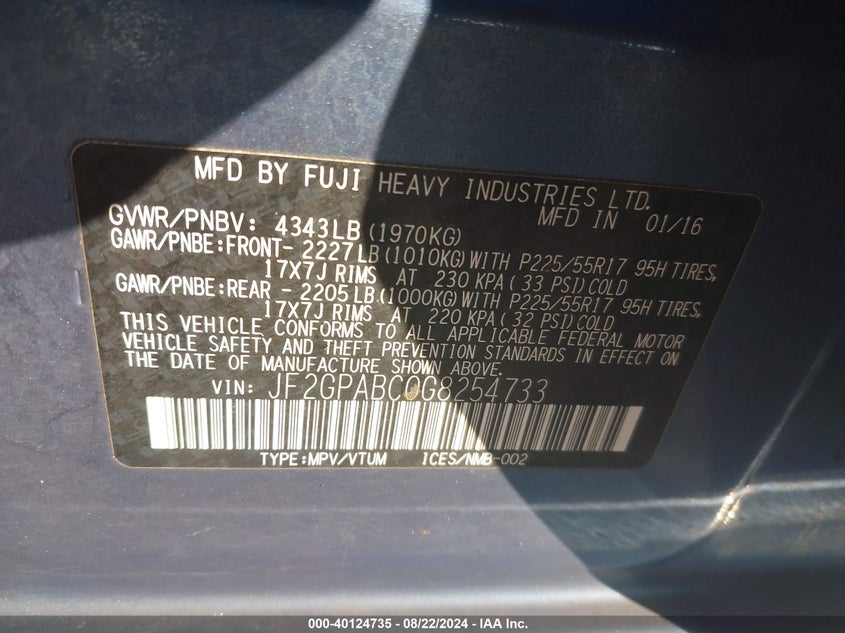 MFD BY FUJI HEAVY INDUSTRIES LTD.
MFD IN 01/16
GVWR/PNBV: 4343LB (1970KG)
GAWR/PNBE:FRONT- 2227LB (1010KG) WITH P225/55R17 95H TIRES,
17X7J RIMS AT 230 KPA ( 33 PSI) COLD
GAWR/PNBE:REAR - 2205LB (1000KG) WITH P225/55R17 95H TIRES,
17X7J RIMS AT 220 KPA ( 32 PSI) COLD
THIS VEHICLE CONFORMS TO ALL APPLICABLE FEDERAL MOTOR
VEHICLE SAFETY AND THEFT PREVENTION STANDARDS IN EFFECT ON
THE DATE OF MANUFACTURE SHOWN ABOVE.
VIN: JF2GPABC0G8254733
TYPE:MPV/VTUM ICES/NMB-002
000-40124735 - 08/22/2024 - IAA Inc.